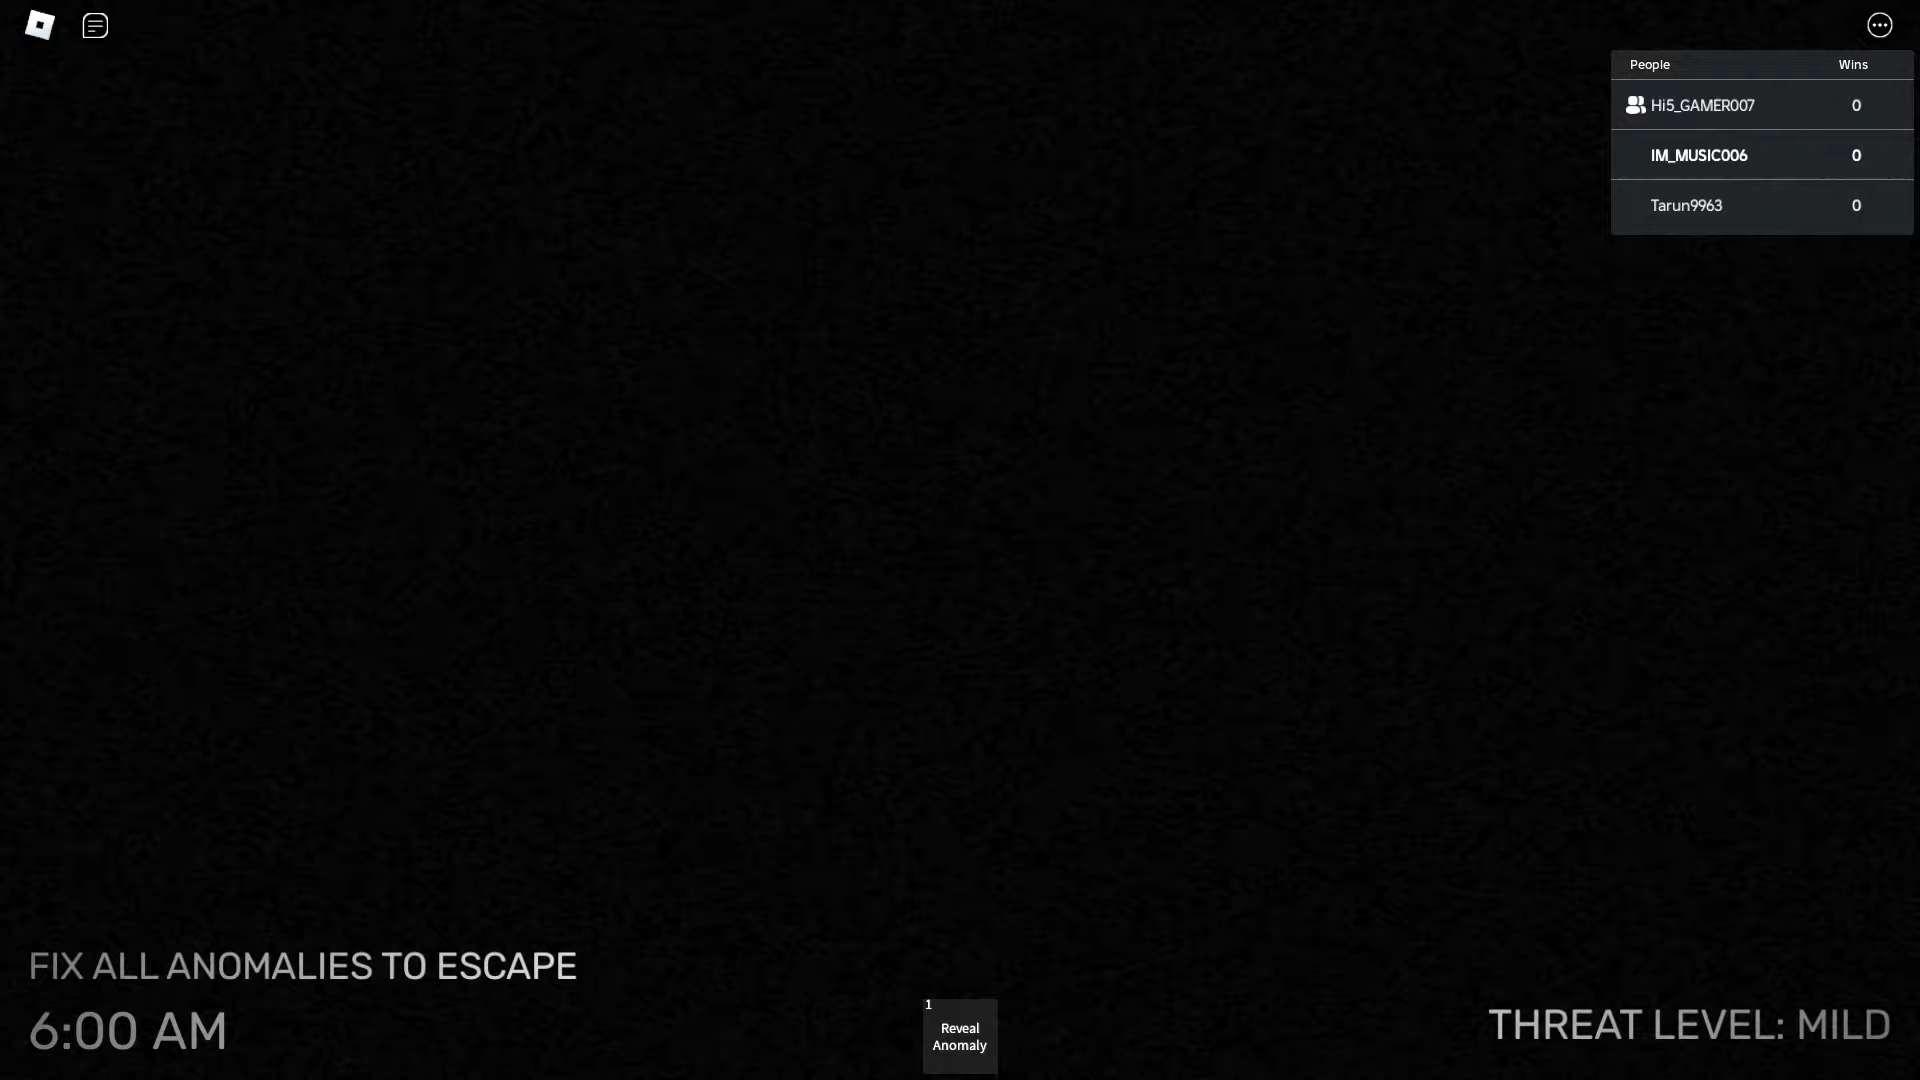 People Wins
Hi5_GAMER007 0
IM_MUSIC006 0
Tarun9963 0
FIX ALL ANOMALIES TO ESCAPE
6:00 AM
1
Reveal
Anomaly
THREAT LEVEL: MILD